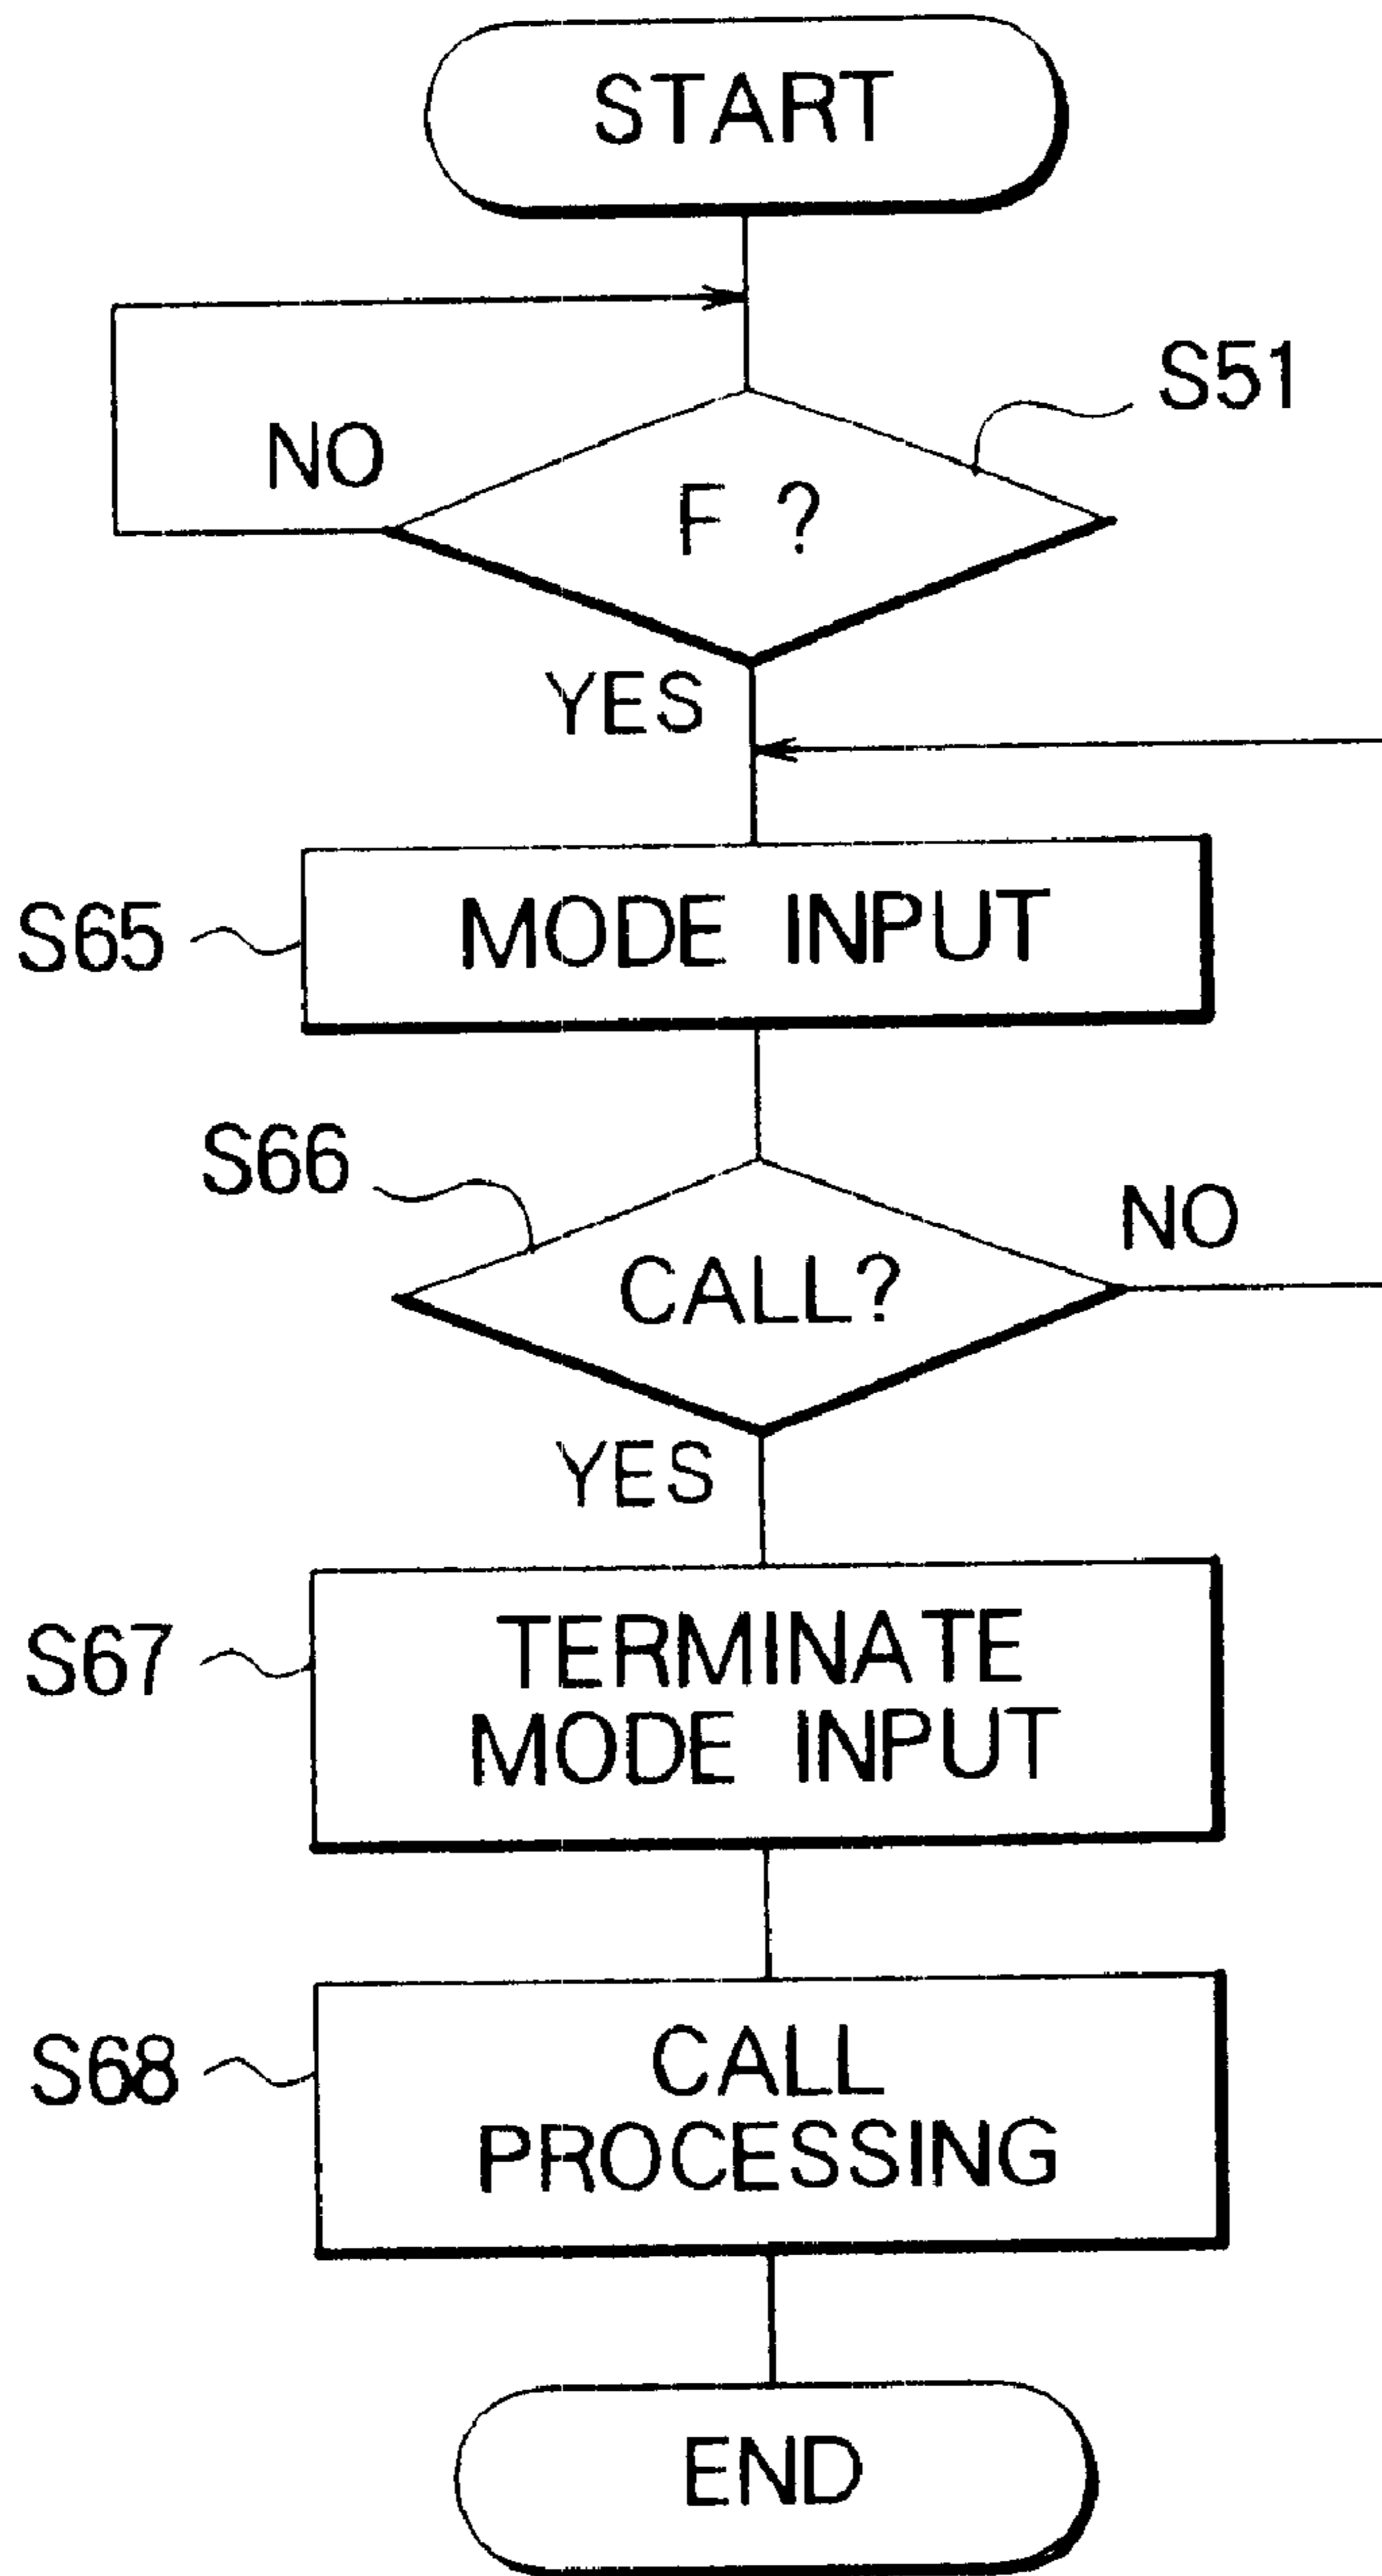 START
S51
NO
F ?
YES
S65
MODE INPUT
S66
NO
CALL?
YES
S67
TERMINATE
MODE INPUT
S68
CALL
PROCESSING
END